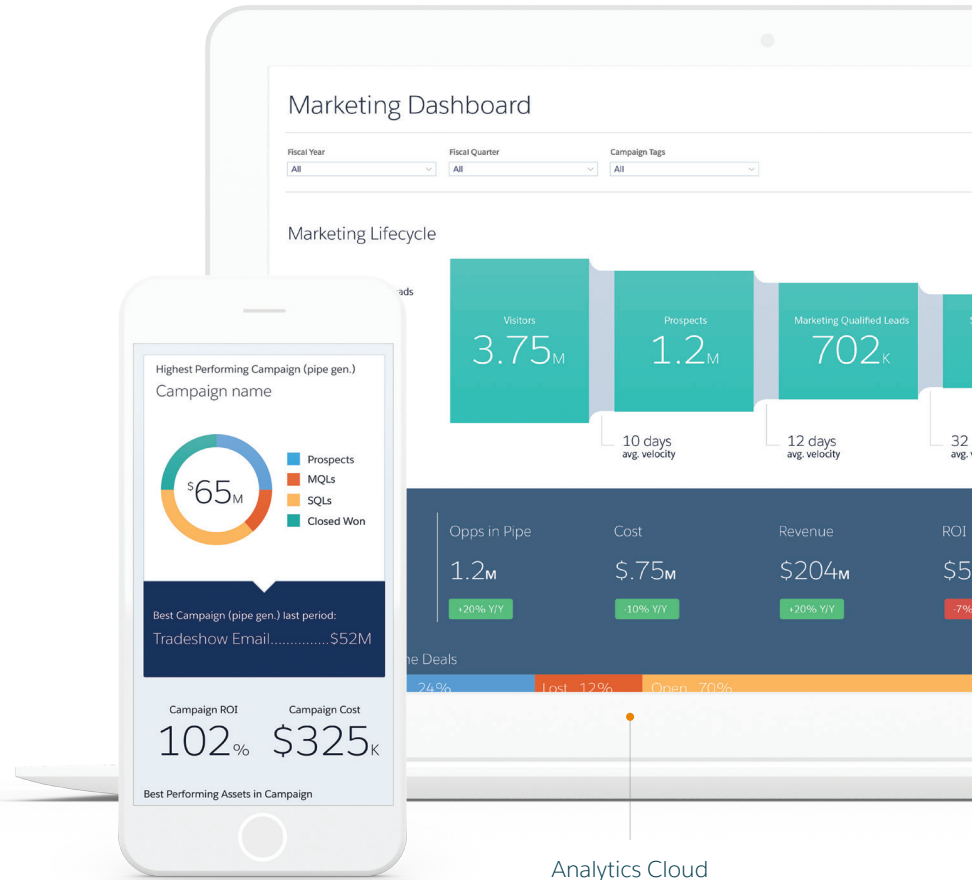 Marketing Dashboard
Fiscal Year
Fiscal Quarter
Campaign Tags
All
All
All
Marketing Lifecycle
Visitors
3.75M
Prospects
1.2M
Marketing Qualified Leads
702K
10 days
avg. velocity
12 days
avg. velocity
32
avg.
Opps in Pipe
1.2M
+20% Y/Y
Cost
$.75M
-10% Y/Y
Revenue
$204M
+20% Y/Y
ROI
$5
-7%
Deals
24%
Lost 12%
Open 70%
Highest Performing Campaign (pipe gen.)
Campaign name
$65M
Prospects
MQLs
SQLs
Closed Won
Best Campaign (pipe gen.) last period:
Tradeshow Email..............$52M
Campaign ROI
102%
Campaign Cost
$325K
Best Performing Assets in Campaign
Analytics Cloud